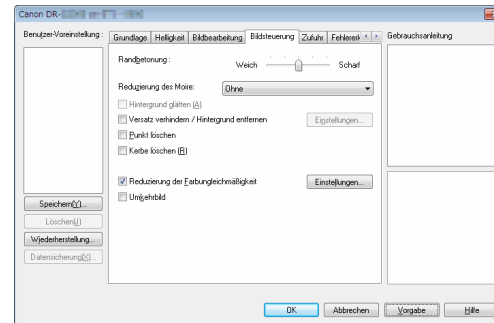 Canon DR-
Benutzer-Voreinstellung :
Grundlage Helligkeit Bildbearbeitung Bildsteuerung Zufuhr
Gebrauchsanleitung
Randbetonung :
Weich
Scharf
Reduzierung des Moire:
Ohne
Hintergrund glätten (A)
Versatz verhindern / Hintergrund entfernen
Einstellungen...
Punkt löschen
Kerbe löschen (R)
Reduzierung der Farbungleichmäßigkeit
Einstellungen...
Umkehrbild
Speichern(Y)...
Löschen(J)
Wiederherstellung...
Datensicherung(X)...
OK Abbrechen Vorgabe Hilfe